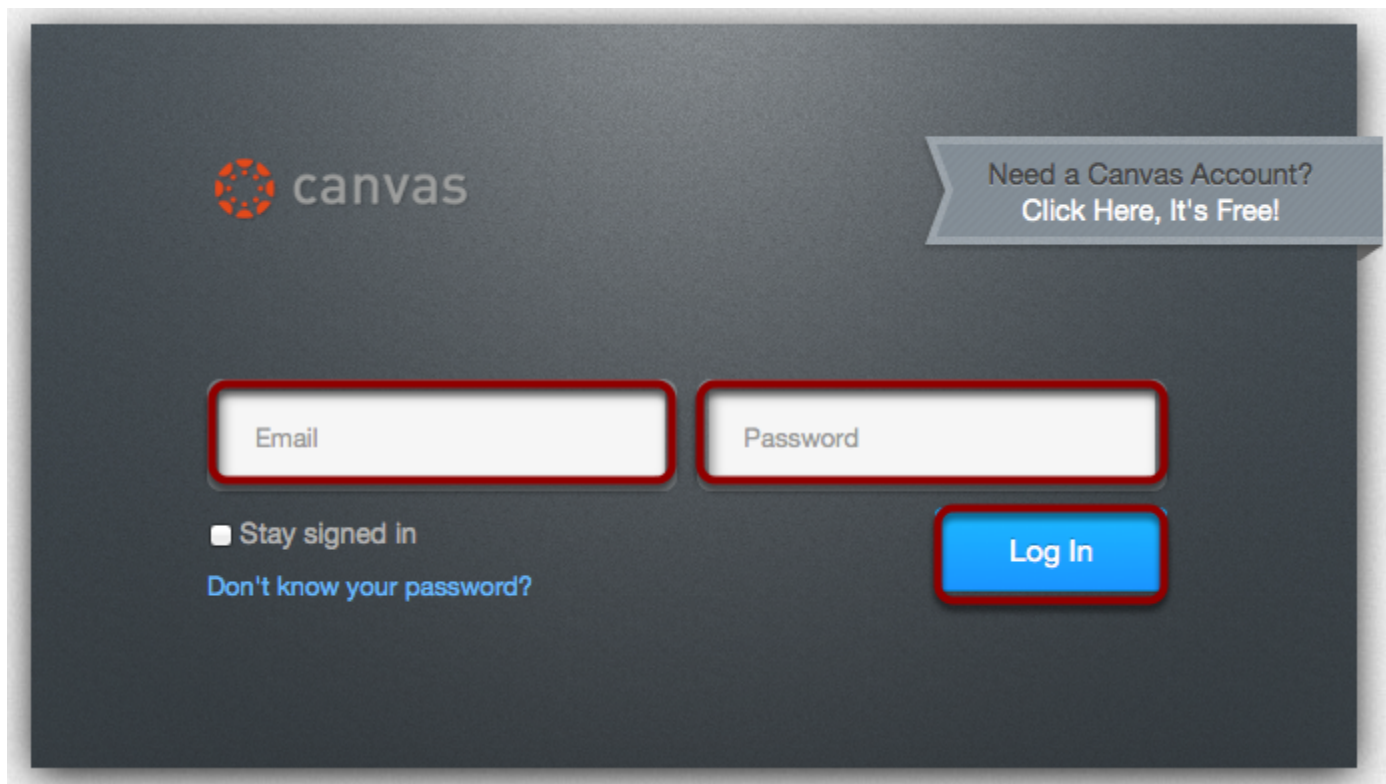 canvas
Need a Canvas Account?
Click Here, It's Free!
Email
Password
Stay signed in
Log In
Don't know your password?